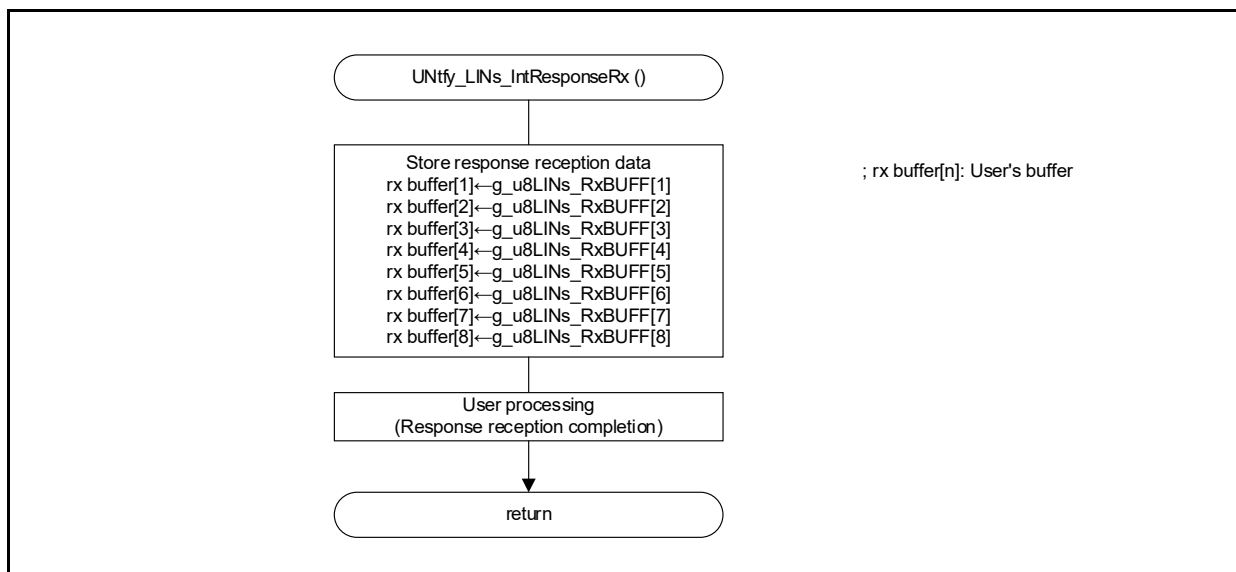 UNtfy_LINs_IntResponseRx ()
Store response reception data
rx buffer[1]←g_u8LINs_RxBUFF[1]
rx buffer[2]←g_u8LINs_RxBUFF[2]
rx buffer[3]←g_u8LINs_RxBUFF[3]
rx buffer[4]←g_u8LINs_RxBUFF[4]
rx buffer[5]←g_u8LINs_RxBUFF[5]
rx buffer[6]←g_u8LINs_RxBUFF[6]
rx buffer[7]←g_u8LINs_RxBUFF[7]
rx buffer[8]←g_u8LINs_RxBUFF[8]
; rx buffer[n]: User's buffer
User processing
(Response reception completion)
return